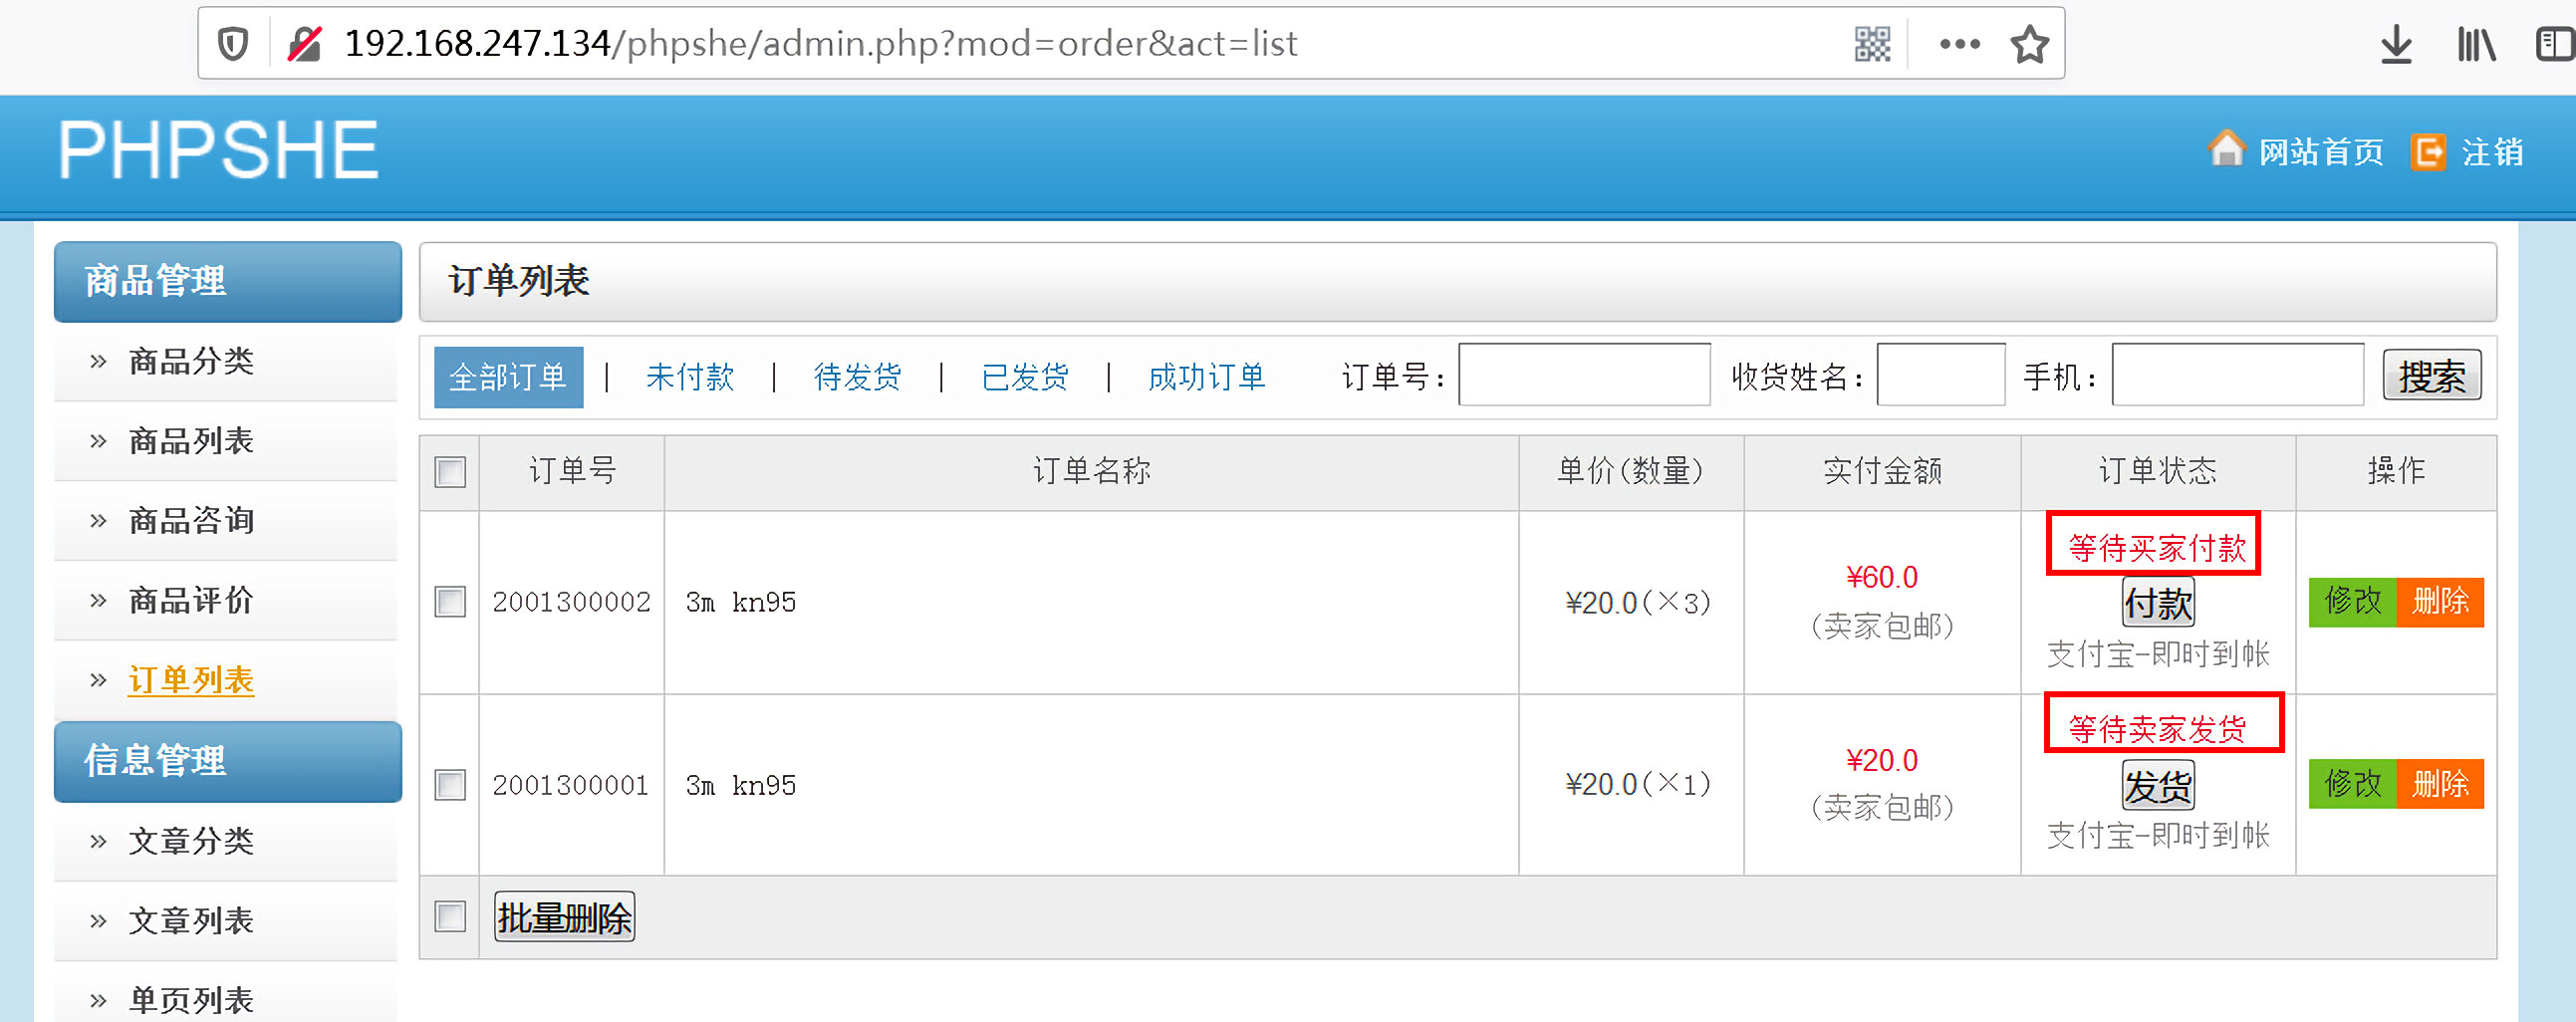 192.168.247.134/phpshe/admin.php?mod=order&act=list
PHPSHE
网站首页 注销
商品管理
» 商品分类
» 商品列表
» 商品咨询
» 商品评价
» 订单列表
信息管理
» 文章分类
» 文章列表
» 单页列表
订单列表
全部订单 | 未付款 | 待发货 | 已发货 | 成功订单 订单号: 收货姓名: 手机: 搜索
订单号 订单名称 单价(数量) 实付金额 订单状态 操作
2001300002 3m kn95 ¥20.0(×3) ¥60.0 (卖家包邮) 等待买家付款 付款 支付宝-即时到帐 修改 删除
2001300001 3m kn95 ¥20.0(×1) ¥20.0 (卖家包邮) 等待卖家发货 发货 支付宝-即时到帐 修改 删除
批量删除